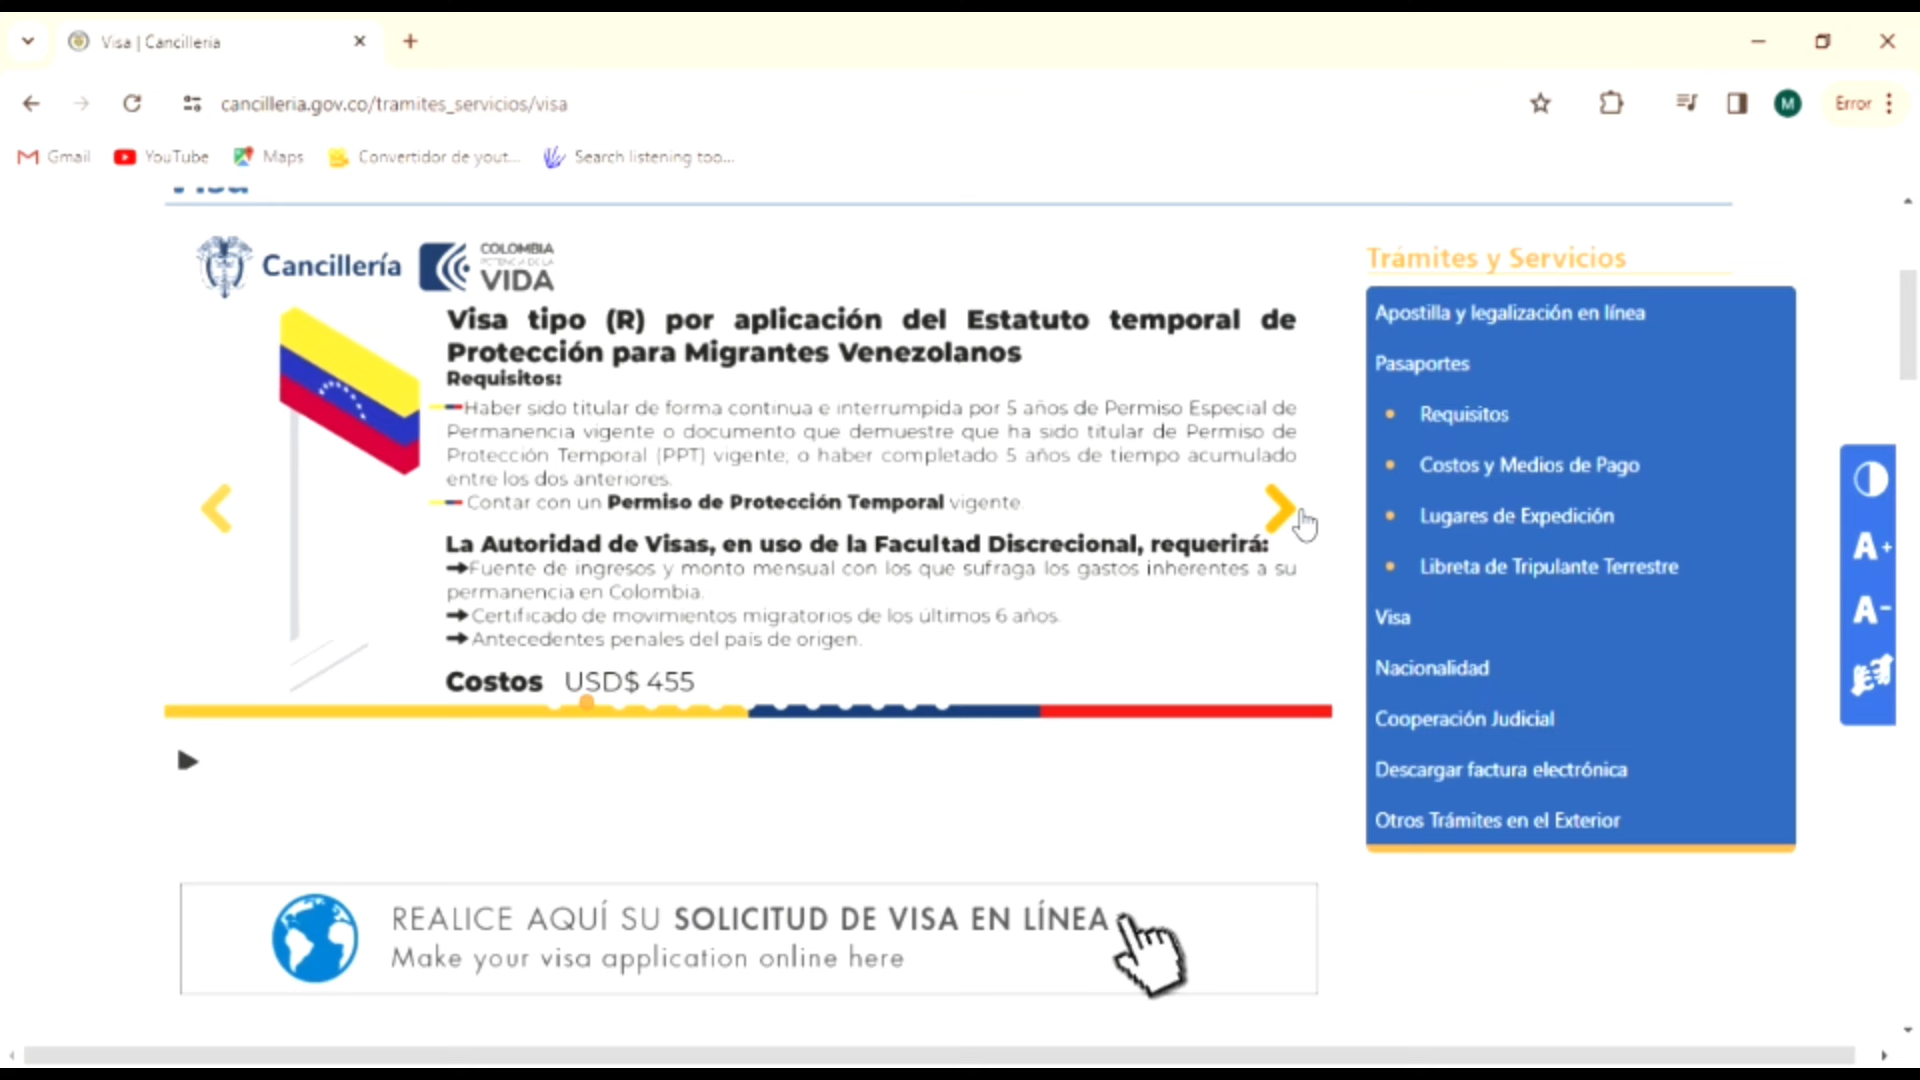 Visa | Cancillería
cancilleria.gov.co/tramites_servicios/visa
M
Error
Gmail
YouTube
Maps
Convertidor de yout...
Search listening too...
Cancillería
COLOMBIA
POTENCIA DE LA
VIDA
Visa tipo (R) por aplicación del Estatuto temporal de
Protección para Migrantes Venezolanos
Requisitos:
Haber sido titular de forma continua e interrumpida por 5 años de Permiso Especial de
Permanencia vigente o documento que demuestre que ha sido titular de Permiso de
Protección Temporal (PPT) vigente; o haber completado 5 años de tiempo acumulado
entre los dos anteriores.
Contar con un Permiso de Protección Temporal vigente.
La Autoridad de Visas, en uso de la Facultad Discrecional, requerirá:
Fuente de ingresos y monto mensual con los que sufraga los gastos inherentes a su
permanencia en Colombia.
Certificado de movimientos migratorios de los últimos 6 años.
Antecedentes penales del país de origen.
Costos USD$ 455
REALICE AQUÍ SU SOLICITUD DE VISA EN LÍNEA
Make your visa application online here
Trámites y Servicios
Apostilla y legalización en línea
Pasaportes
Requisitos
Costos y Medios de Pago
Lugares de Expedición
Libreta de Tripulante Terrestre
Visa
Nacionalidad
Cooperación Judicial
Descargar factura electrónica
Otros Trámites en el Exterior
A+
A-